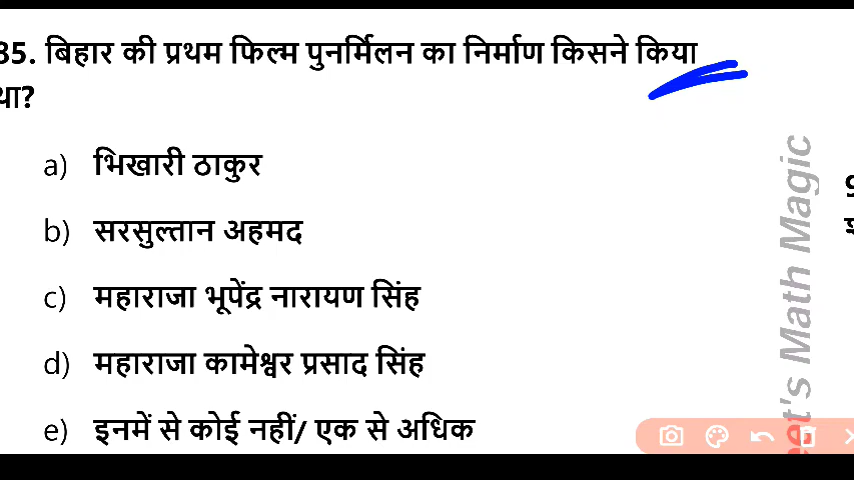 35. बिहार की प्रथम फिल्म पुनर्मिलन का निर्माण किसने किया
था?
a) भिखारी ठाकुर
b) सरसुल्तान अहमद
c) महाराजा भूपेंद्र नारायण सिंह
d) महाराजा कामेश्वर प्रसाद सिंह
e) इनमें से कोई नहीं/ एक से अधिक
Math Magic